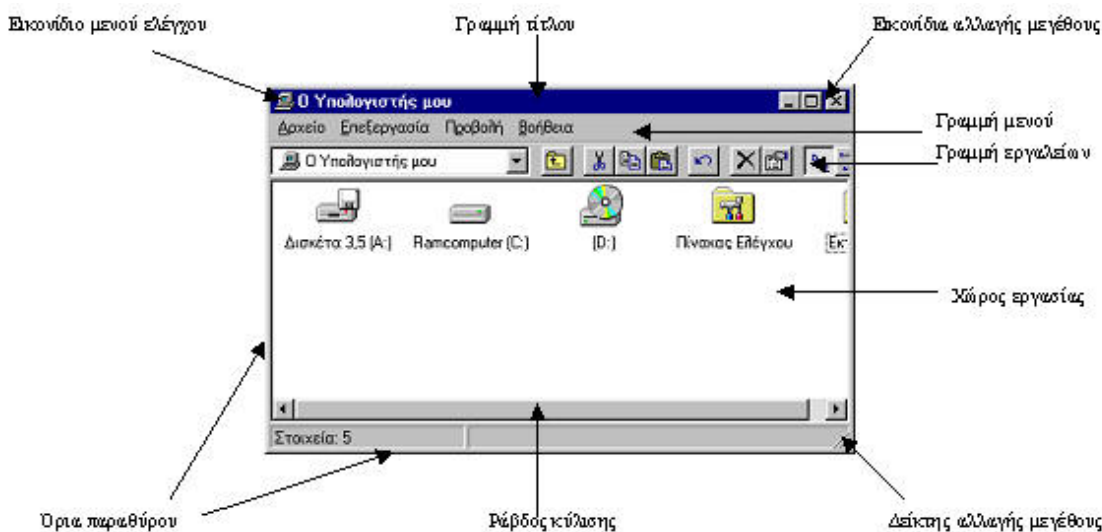 Εικονίδιο μενού ελέγχου Γραμμή τίτλου Εικονίδια αλλαγής μεγέθους
Ο Υπολογιστής μου
Αρχείο Επεξεργασία Προβολή Βοήθεια
Γραμμή μενού
Ο Υπολογιστής μου
Γραμμή εργαλείων
Δισκέτα 3,5 (A:) Ramcomputer (C:) (D:) Πίνακας Ελέγχου Εκτ
Χώρος εργασίας
Στοιχεία: 5
Όρια παραθύρου Ράβδος κύλισης Δείκτης αλλαγής μεγέθους